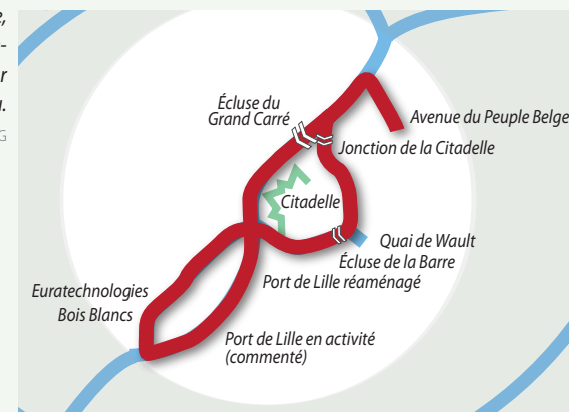 e,
-
r
J.
G
Écluse du
Grand Carré
Avenue du Peuple Belge
Jonction de la Citadelle
Citadelle
Quai de Wault
Écluse de la Barre
Port de Lille réaménagé
Euratechnologies
Bois Blancs
Port de Lille en activité
(commenté)